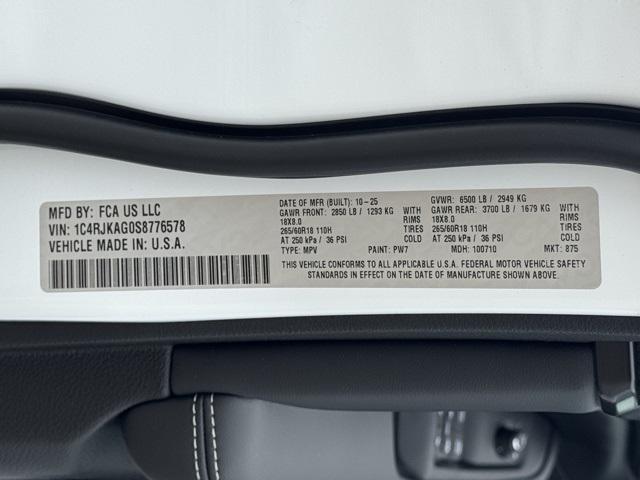 MFD BY: FCA US LLC
VIN: 1C4RJKAG0S8776578
VEHICLE MADE IN: U.S.A.
DATE OF MFR (BUILT): 10-25
GVWR: 6500 LB / 2949 KG
GAWR FRONT: 2850 LB / 1293 KG WITH
GAWR REAR: 3700 LB / 1679 KG WITH
18X8.0 RIMS
18X8.0 RIMS
265/60R18 110H TIRES
265/60R18 110H TIRES
AT 250 kPa / 36 PSI COLD
AT 250 kPa / 36 PSI COLD
TYPE: MPV PAINT: PW7 MDH: 100710 MKT: 875
THIS VEHICLE CONFORMS TO ALL APPLICABLE U.S.A. FEDERAL MOTOR VEHICLE SAFETY
STANDARDS IN EFFECT ON THE DATE OF MANUFACTURE SHOWN ABOVE.